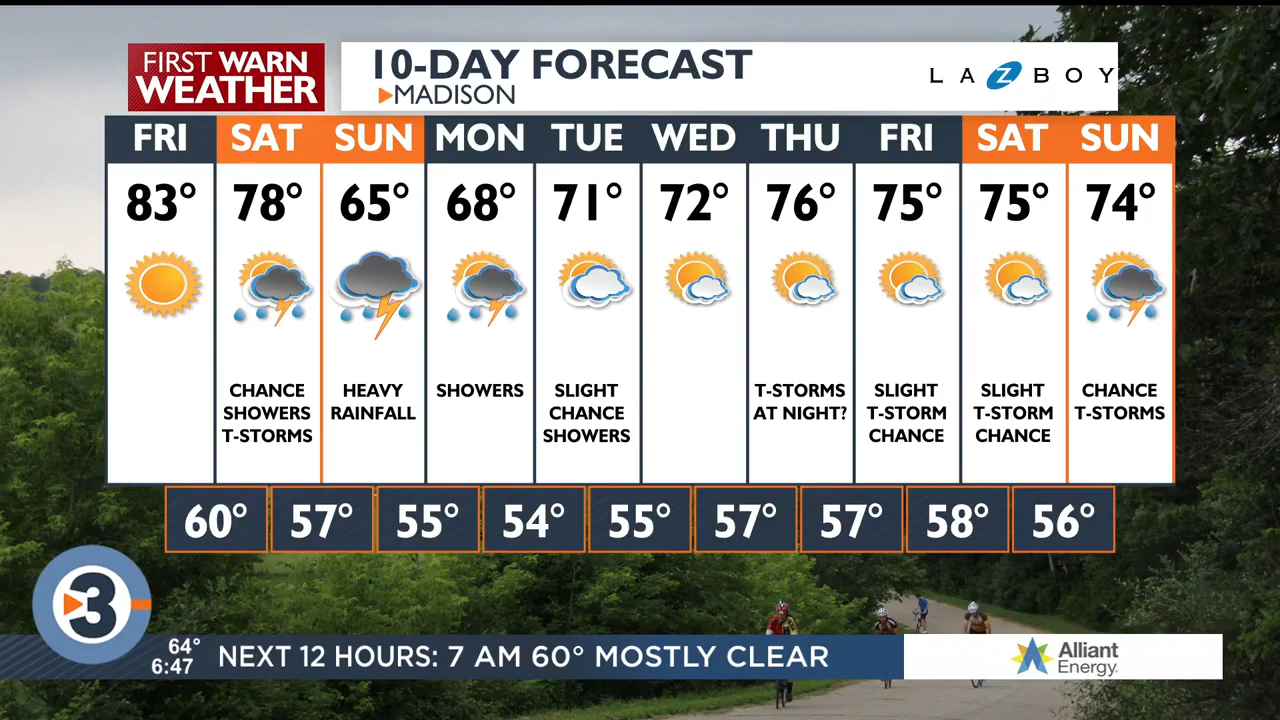 FIRST WARN
WEATHER
10-DAY FORECAST
MADISON
LA Z BOY
FRI SAT SUN MON TUE WED THU FRI SAT SUN
83° 78° 65° 68° 71° 72° 76° 75° 75° 74°
CHANCE
SHOWERS
T-STORMS
HEAVY
RAINFALL
SHOWERS
SLIGHT
CHANCE
SHOWERS
T-STORMS
AT NIGHT?
SLIGHT
T-STORM
CHANCE
SLIGHT
T-STORM
CHANCE
CHANCE
T-STORMS
60° 57° 55° 54° 55° 57° 57° 58° 56°
3
64°
6:47
NEXT 12 HOURS: 7 AM 60° MOSTLY CLEAR
Alliant
Energy